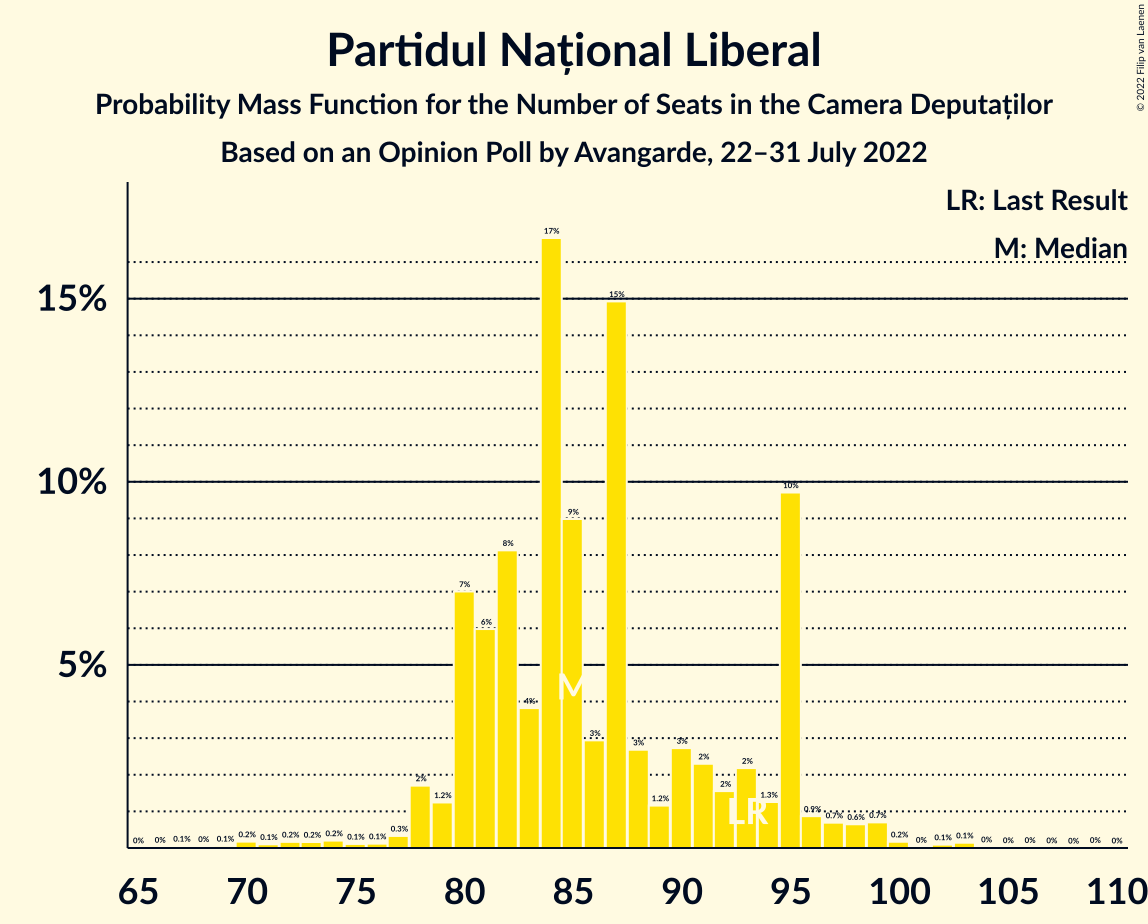 Partidul Național Liberal
Probability Mass Function for the Number of Seats in the Camera Deputaților
Based on an Opinion Poll by Avangarde, 22–31 July 2022
© 2022 Filip van Laenen
LR: Last Result
M: Median
15%
10%
5%
0% 0% 0.1% 0% 0.1% 0.2% 0.1% 0.2% 0.2% 0.2% 0.1% 0.1% 0.3% 2% 1.2% 7% 6% 8% 4% 17% 9% 3% 15% 3% 1.2% 3% 2% 2% 2% 1.3% 10% 0.9% 0.7% 0.6% 0.7% 0.2% 0% 0.1% 0.1% 0% 0% 0% 0% 0% 0% 0%
M
LR
65 70 75 80 85 90 95 100 105 110